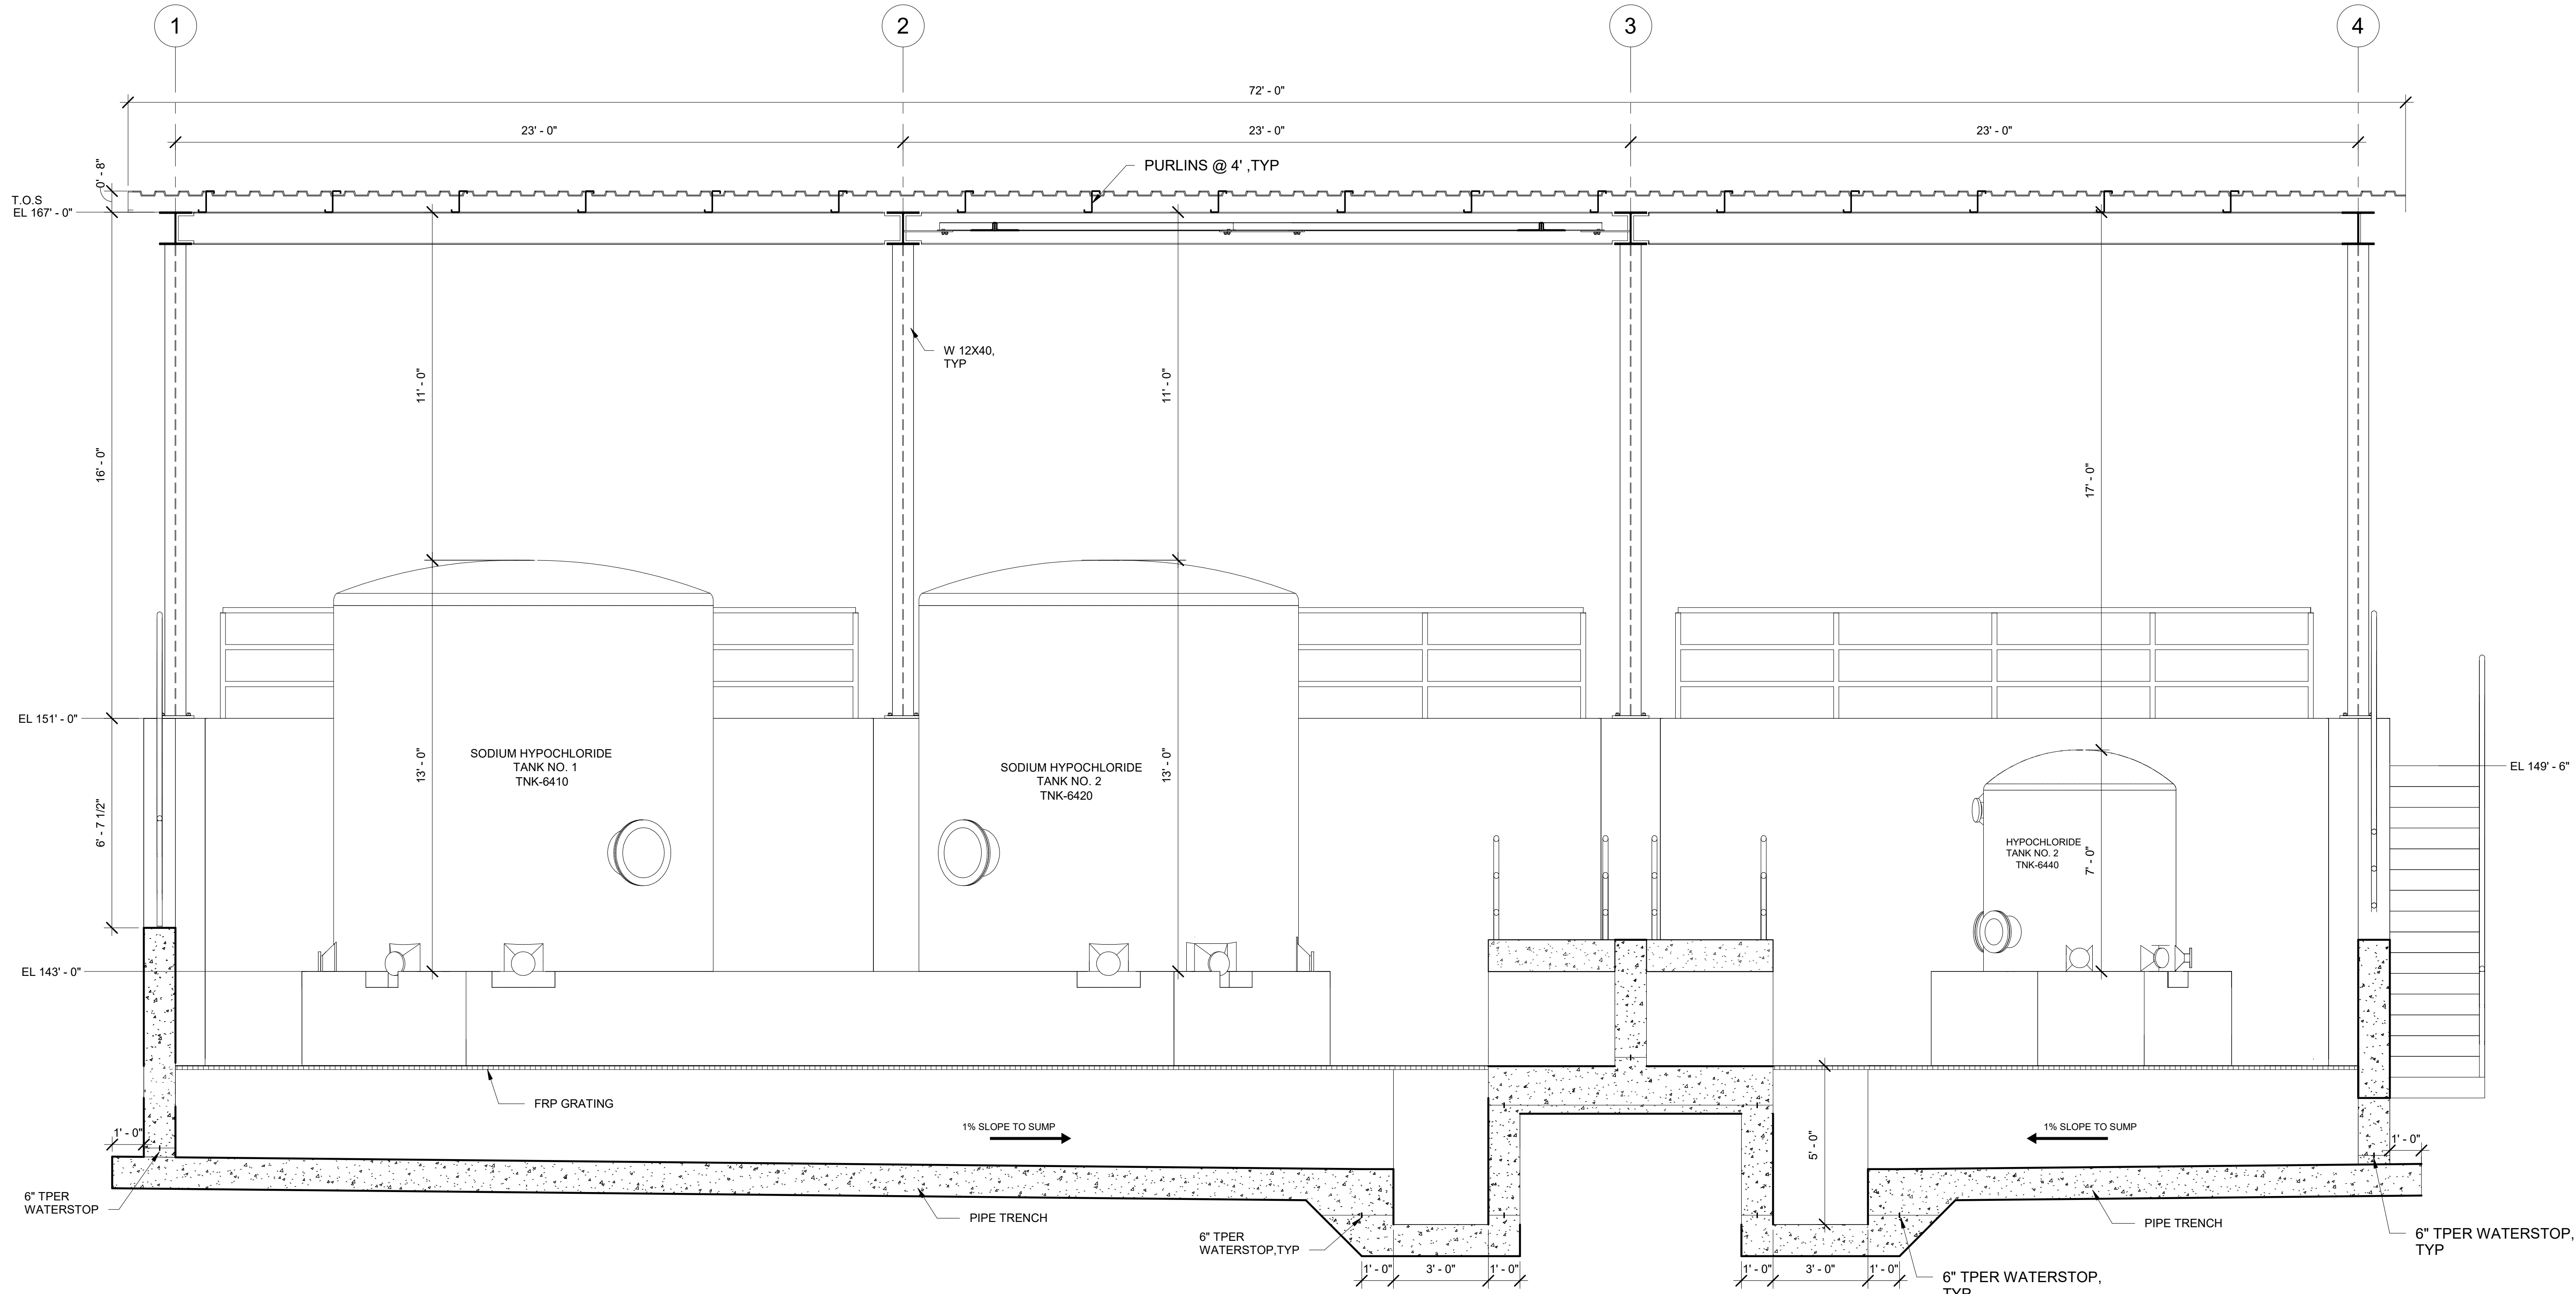 1
2
3
4
72' - 0"
23' - 0"
23' - 0"
23' - 0"
0' - 8"
PURLINS @ 4' ,TYP
T.O.S
EL 167' - 0"
W 12X40,
TYP
11' - 0"
11' - 0"
16' - 0"
17' - 0"
EL 151' - 0"
SODIUM HYPOCHLORIDE
TANK NO. 1
TNK-6410
13' - 0"
SODIUM HYPOCHLORIDE
TANK NO. 2
TNK-6420
13' - 0"
EL 149' - 6"
6' - 7 1/2"
HYPOCHLORIDE
TANK NO. 2
TNK-6440
7' - 0"
EL 143' - 0"
FRP GRATING
1' - 0"
1% SLOPE TO SUMP
5' - 0"
1% SLOPE TO SUMP
1' - 0"
6" TPER
WATERSTOP
PIPE TRENCH
6" TPER
WATERSTOP,TYP
PIPE TRENCH
6" TPER WATERSTOP,
TYP
1' - 0"
3' - 0"
1' - 0"
1' - 0"
3' - 0"
1' - 0"
6" TPER WATERSTOP,
TYP